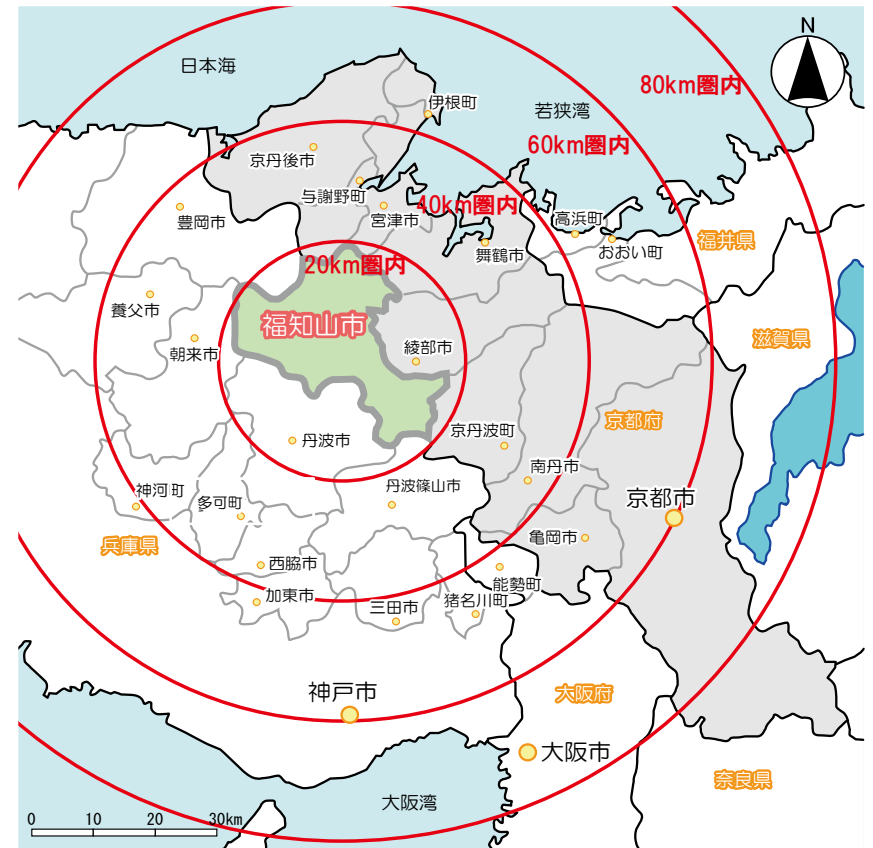 N
日本海
80km圏内
伊根町
若狭湾
60km圏内
京丹後市
与謝野町
40km圏内
豊岡市
宮津市
高浜町
舞鶴市
おおい町
福井県
20km圏内
養父市
福知山市
朝来市
綾部市
滋賀県
京都府
丹波市
京丹波町
南丹市
神河町
多可町
丹波篠山市
京都市
兵庫県
亀岡市
西脇市
能勢町
加東市
三田市
猪名川町
神戸市
大阪府
大阪市
奈良県
大阪湾
0 10 20 30km